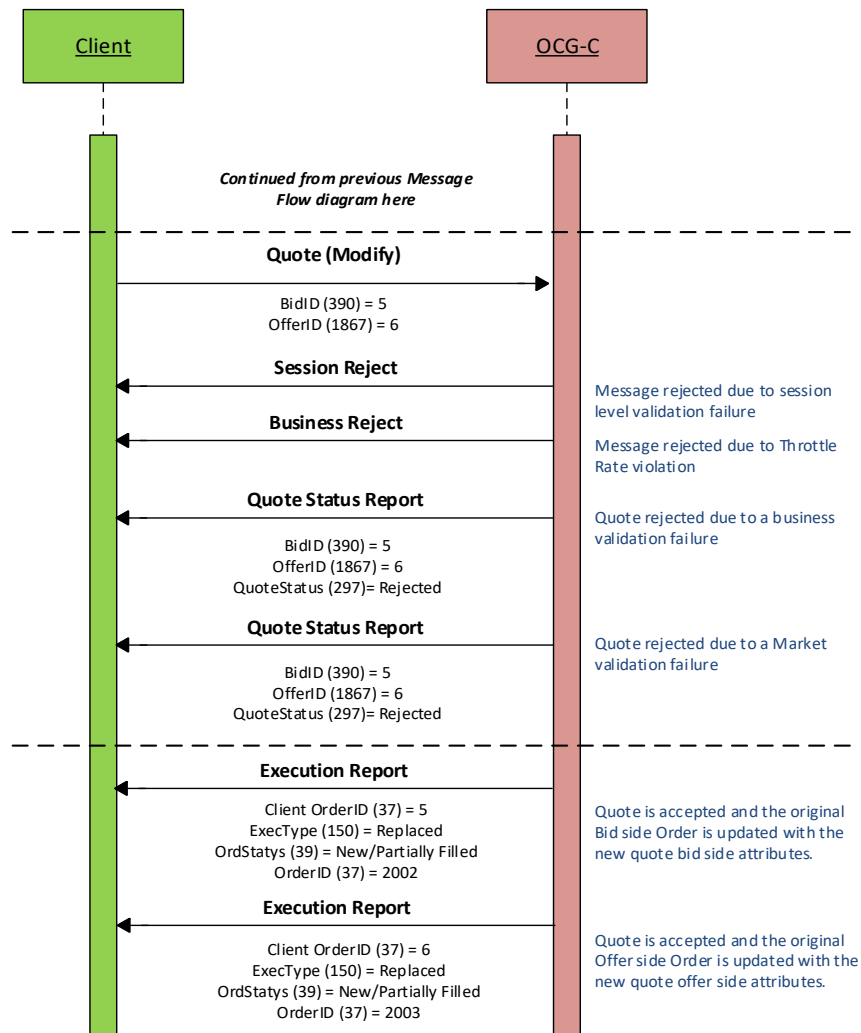 Client
OCG-C
Continued from previous Message
Flow diagram here
Quote (Modify)
BidID (390) = 5
OfferID (1867) = 6
Session Reject
Message rejected due to session
level validation failure
Business Reject
Message rejected due to Throttle
Rate violation
Quote Status Report
Quote rejected due to a business
validation failure
BidID (390) = 5
OfferID (1867) = 6
QuoteStatus (297)= Rejected
Quote Status Report
Quote rejected due to a Market
validation failure
BidID (390) = 5
OfferID (1867) = 6
QuoteStatus (297)= Rejected
Execution Report
Client OrderID (37) = 5
ExecType (150) = Replaced
OrdStatys (39) = New/Partially Filled
OrderID (37) = 2002
Quote is accepted and the original
Bid side Order is updated with the
new quote bid side attributes.
Execution Report
Client OrderID (37) = 6
ExecType (150) = Replaced
OrdStatys (39) = New/Partially Filled
OrderID (37) = 2003
Quote is accepted and the original
Offer side Order is updated with the
new quote offer side attributes.